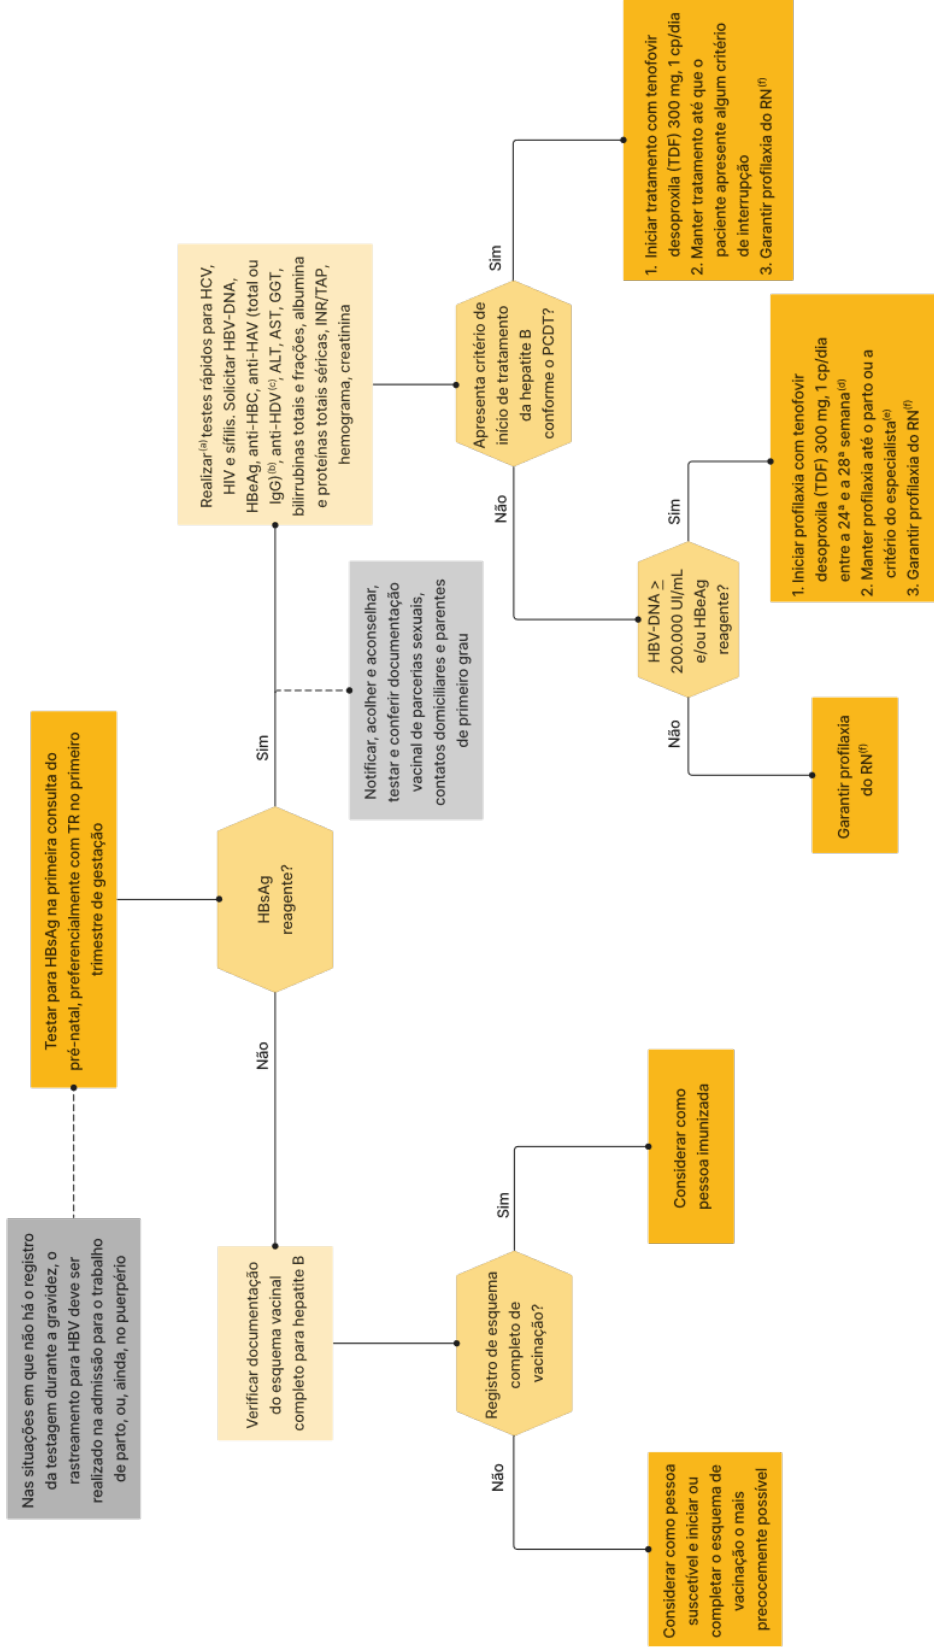 Nas situações em que não há o registro
da testagem durante a gravidez, o
rastreamento para HBV deve ser
realizado na admissão para o trabalho
de parto, ou, ainda, no puerpério
Testar para HBsAg na primeira consulta do
pré-natal, preferencialmente com TR no primeiro
trimestre de gestação
HBsAg
reagente?
Não
Sim
Verificar documentação
do esquema vacinal
completo para hepatite B
Registro de esquema
completo de
vacinação?
Não
Sim
Considerar como pessoa
suscetível e iniciar ou
completar o esquema de
vacinação o mais
precocemente possível
Considerar como
pessoa imunizada
Notificar, acolher e aconselhar,
testar e conferir documentação
vacinal de parcerias sexuais,
contatos domiciliares e parentes
de primeiro grau
Realizar(a) testes rápidos para HCV,
HIV e sífilis. Solicitar HBV-DNA,
HBeAg, anti-HBC, anti-HAV (total ou
IgG)(b), anti-HDV(c), ALT, AST, GGT,
bilirrubinas totais e frações, albumina
e proteínas totais séricas, INR/TAP,
hemograma, creatinina
Apresenta critério de
início de tratamento
da hepatite B
conforme o PCDT?
Não
Sim
HBV-DNA ≥
200.000 UI/mL
e/ou HBeAg
reagente?
Não
Sim
Garantir profilaxia
do RN(f)
1. Iniciar profilaxia com tenofovir
desoproxila (TDF) 300 mg, 1 cp/dia
entre a 24ª e a 28ª semana(d)
2. Manter profilaxia até o parto ou a
critério do especialista(e)
3. Garantir profilaxia do RN(f)
1. Iniciar tratamento com tenofovir
desoproxila (TDF) 300 mg, 1 cp/dia
2. Manter tratamento até que o
paciente apresente algum critério
de interrupção
3. Garantir profilaxia do RN(f)